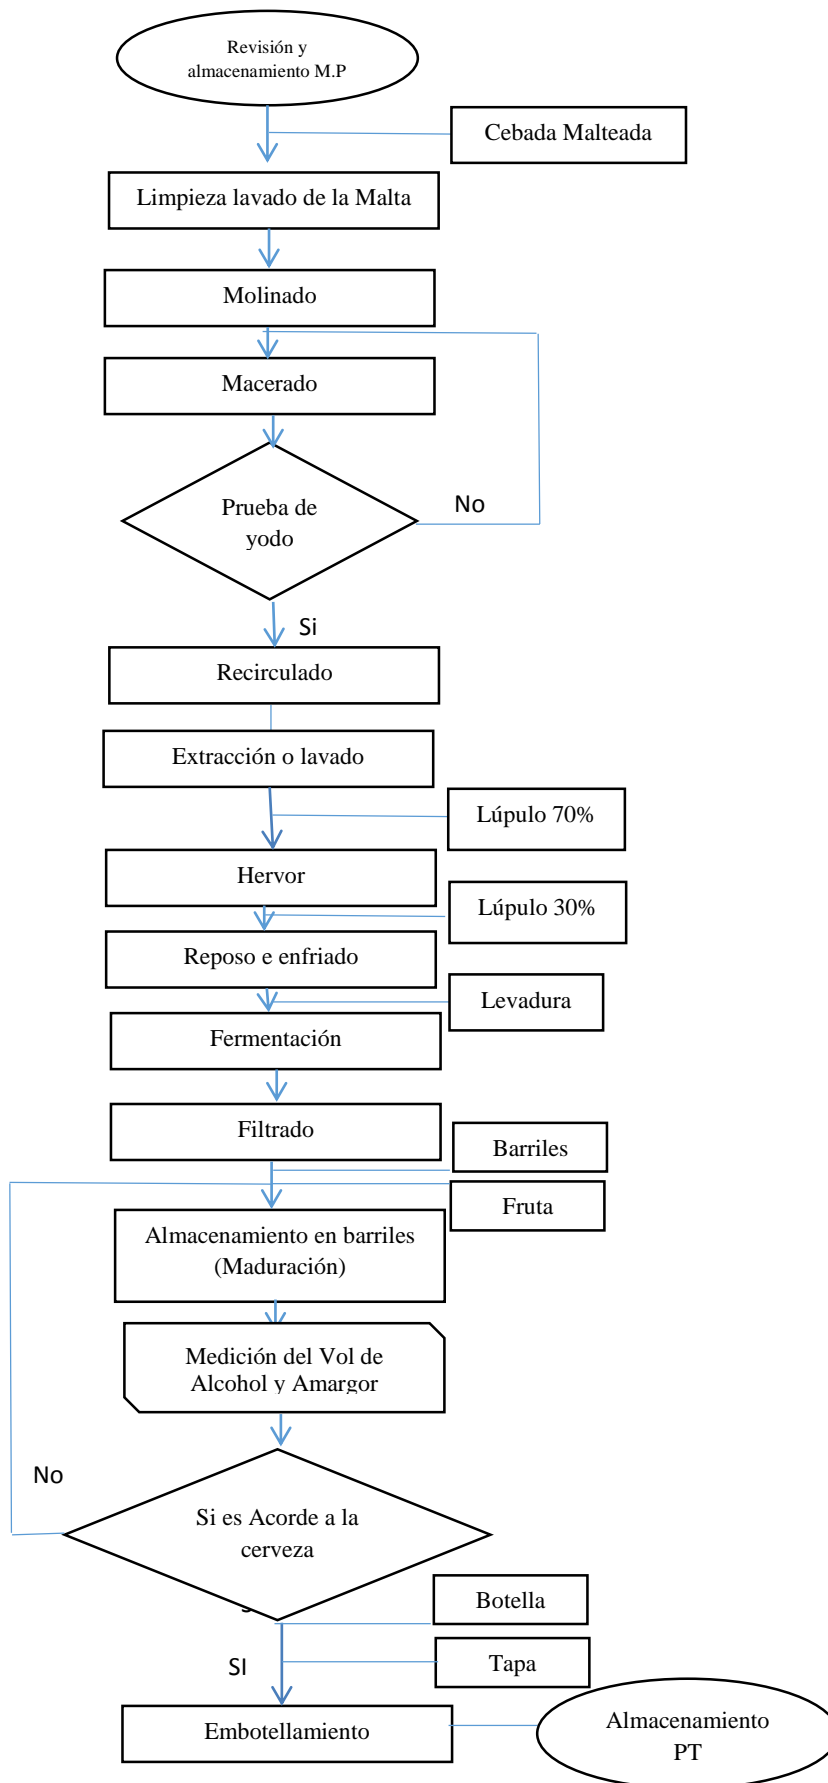 Revisión y
almacenamiento M.P
Cebada Malteada
Limpieza lavado de la Malta
Molinado
Macerado
Prueba de
yodo
No
Si
Recirculado
Extracción o lavado
Lúpulo 70%
Hervor
Lúpulo 30%
Reposo e enfriado
Levadura
Fermentación
Filtrado
Barriles
Fruta
Almacenamiento en barriles
(Maduración)
Medición del Vol de
Alcohol y Amargor
No
Si es Acorde a la
cerveza
Botella
Tapa
SI
Embotellamiento
Almacenamiento
PT